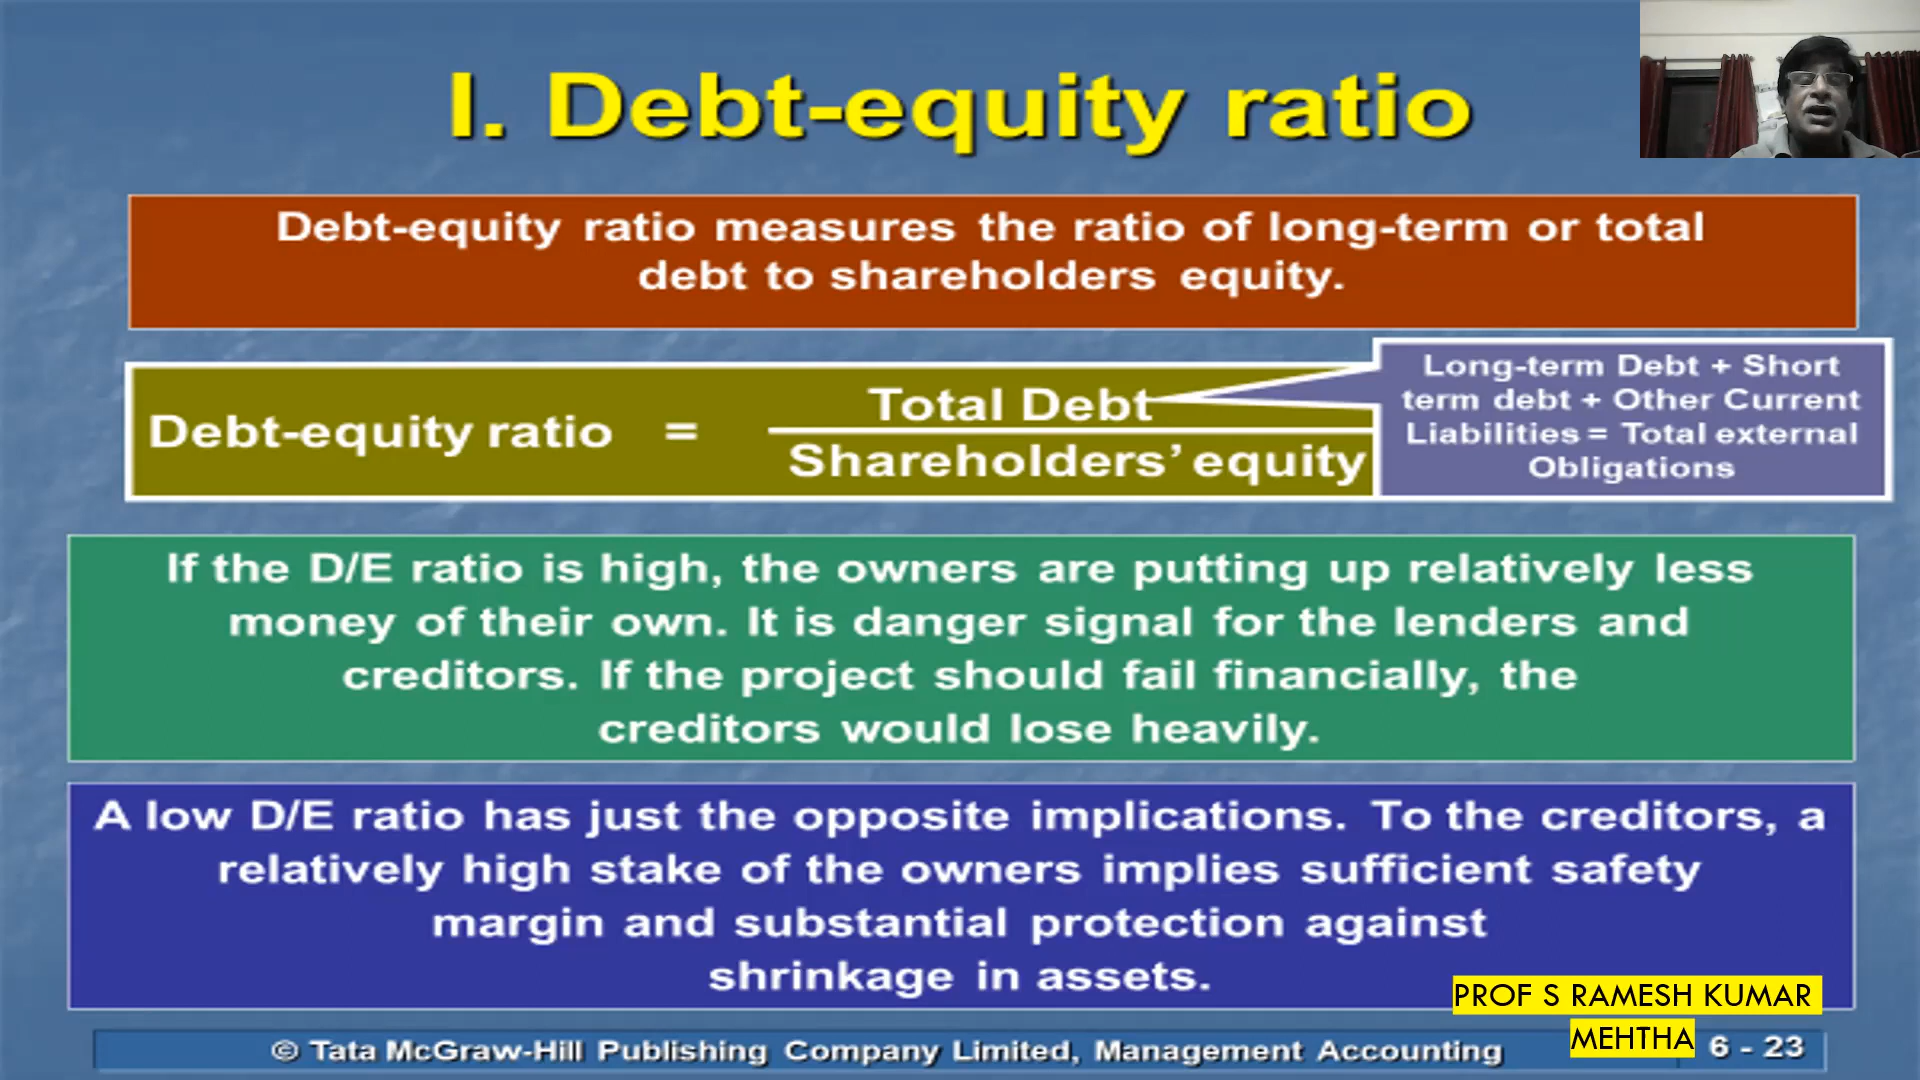 I. Debt-equity ratio
Debt-equity ratio measures the ratio of long-term or total
debt to shareholders equity.
Debt-equity ratio =
Total Debt
Shareholders’ equity
Long-term Debt + Short
term debt + Other Current
Liabilities = Total external
Obligations
If the D/E ratio is high, the owners are putting up relatively less
money of their own. It is danger signal for the lenders and
creditors. If the project should fail financially, the
creditors would lose heavily.
A low D/E ratio has just the opposite implications. To the creditors, a
relatively high stake of the owners implies sufficient safety
margin and substantial protection against
shrinkage in assets.
PROF S RAMESH KUMAR
MEHTHA
© Tata McGraw-Hill Publishing Company Limited, Management Accounting
6 - 23